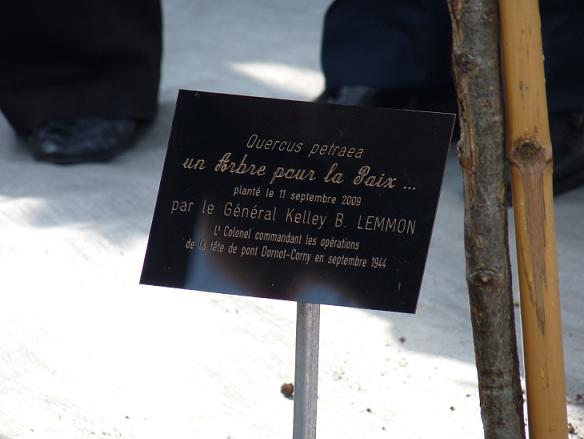 Quercus petraea
un Arbre pour la Paix ...
planté le 11 septembre 2009
par le Général Kelley B. LEMMON
Lt Colonel commandant les opérations
de la tête de pont Dornot-Corny en septembre 1944